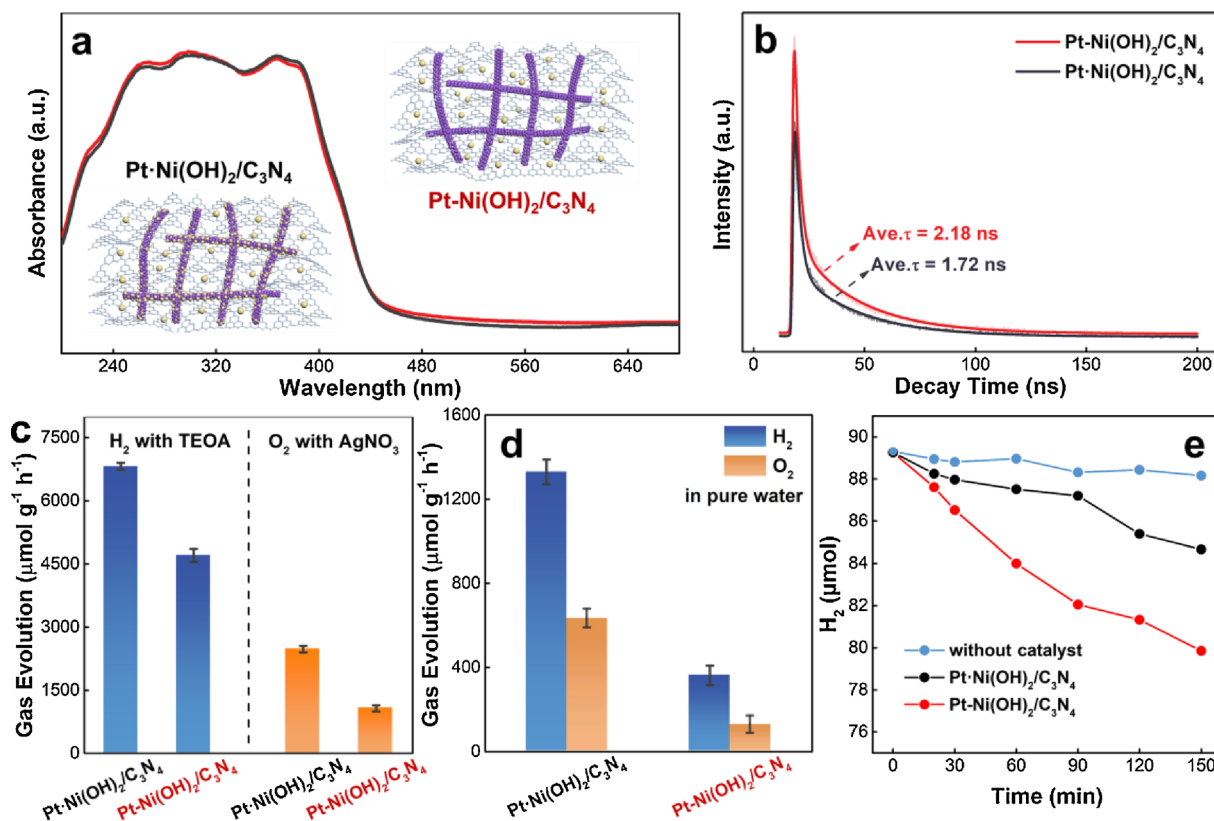 a
Pt·Ni(OH)₂/C₃N₄
Pt-Ni(OH)₂/C₃N₄
Absorbance (a.u.)
240 320 400 480 560 640
Wavelength (nm)
b
Pt-Ni(OH)₂/C₃N₄
Pt·Ni(OH)₂/C₃N₄
Ave.τ = 2.18 ns
Ave.τ = 1.72 ns
Intensity (a.u.)
0 50 100 150 200
Decay Time (ns)
c
H₂ with TEOA
O₂ with AgNO₃
Gas Evolution (μmol g⁻¹ h⁻¹)
7500
6000
4500
3000
1500
0
Pt·Ni(OH)₂/C₃N₄
Pt-Ni(OH)₂/C₃N₄
Pt·Ni(OH)₂/C₃N₄
Pt-Ni(OH)₂/C₃N₄
d
H₂
O₂
in pure water
Gas Evolution (μmol g⁻¹ h⁻¹)
1600
1200
800
400
0
Pt·Ni(OH)₂/C₃N₄
Pt-Ni(OH)₂/C₃N₄
e
H₂ (μmol)
90
88
86
84
82
80
78
76
without catalyst
Pt·Ni(OH)₂/C₃N₄
Pt-Ni(OH)₂/C₃N₄
0 30 60 90 120 150
Time (min)